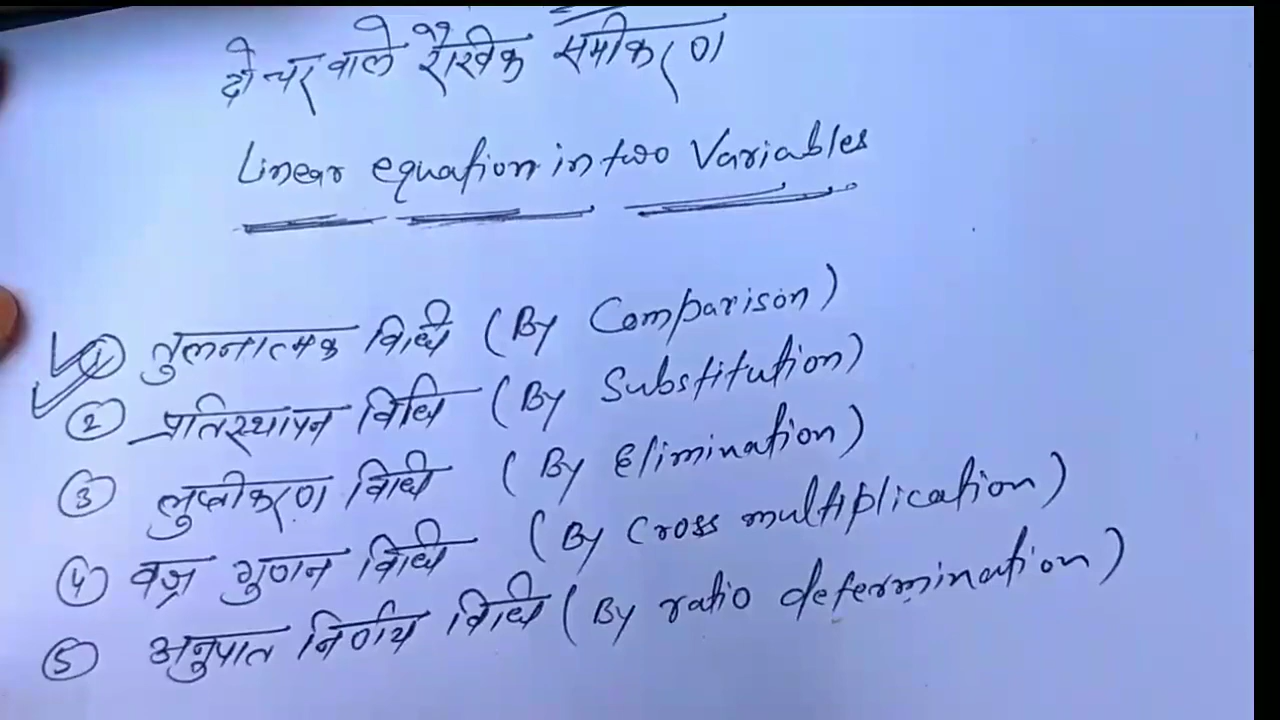 दो चर वाले रैखिक समीकरण
Linear equation in two Variables
① तुलनात्मक विधि (By Comparison)
② प्रतिस्थापन विधि (By Substitution)
③ लुप्तीकरण विधि (By Elimination)
④ वज्र गुणन विधि (By Cross multiplication)
⑤ अनुपात निर्णय विधि (By ratio determination)